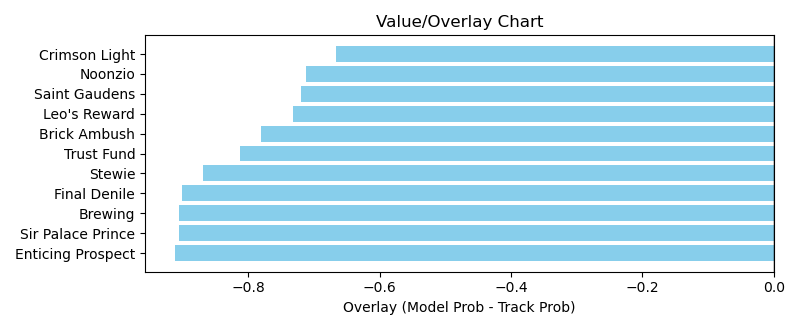 Value/Overlay Chart
Crimson Light
Noonzio
Saint Gaudens
Leo's Reward
Brick Ambush
Trust Fund
Stewie
Final Denile
Brewing
Sir Palace Prince
Enticing Prospect
−0.8 −0.6 −0.4 −0.2 0.0
Overlay (Model Prob - Track Prob)